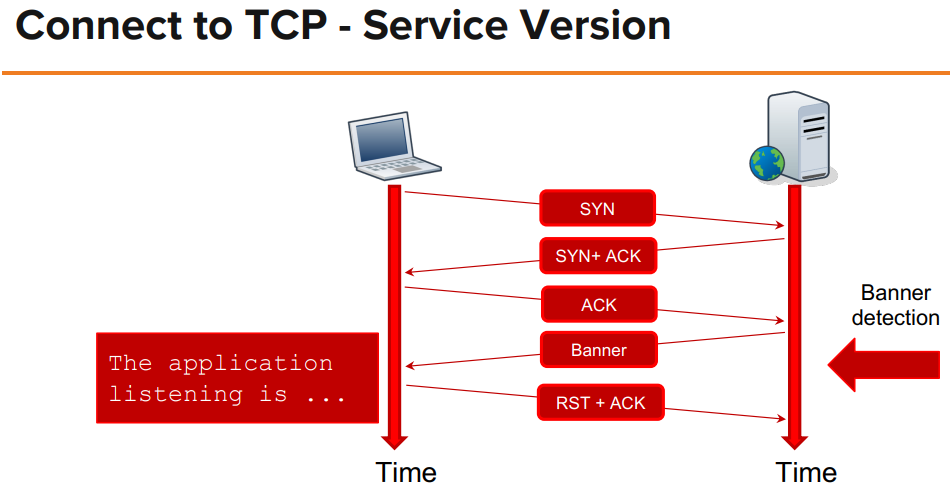 Connect to TCP - Service Version
SYN
SYN+ ACK
ACK
Banner
detection
Banner
The application
listening is ...
RST + ACK
Time
Time